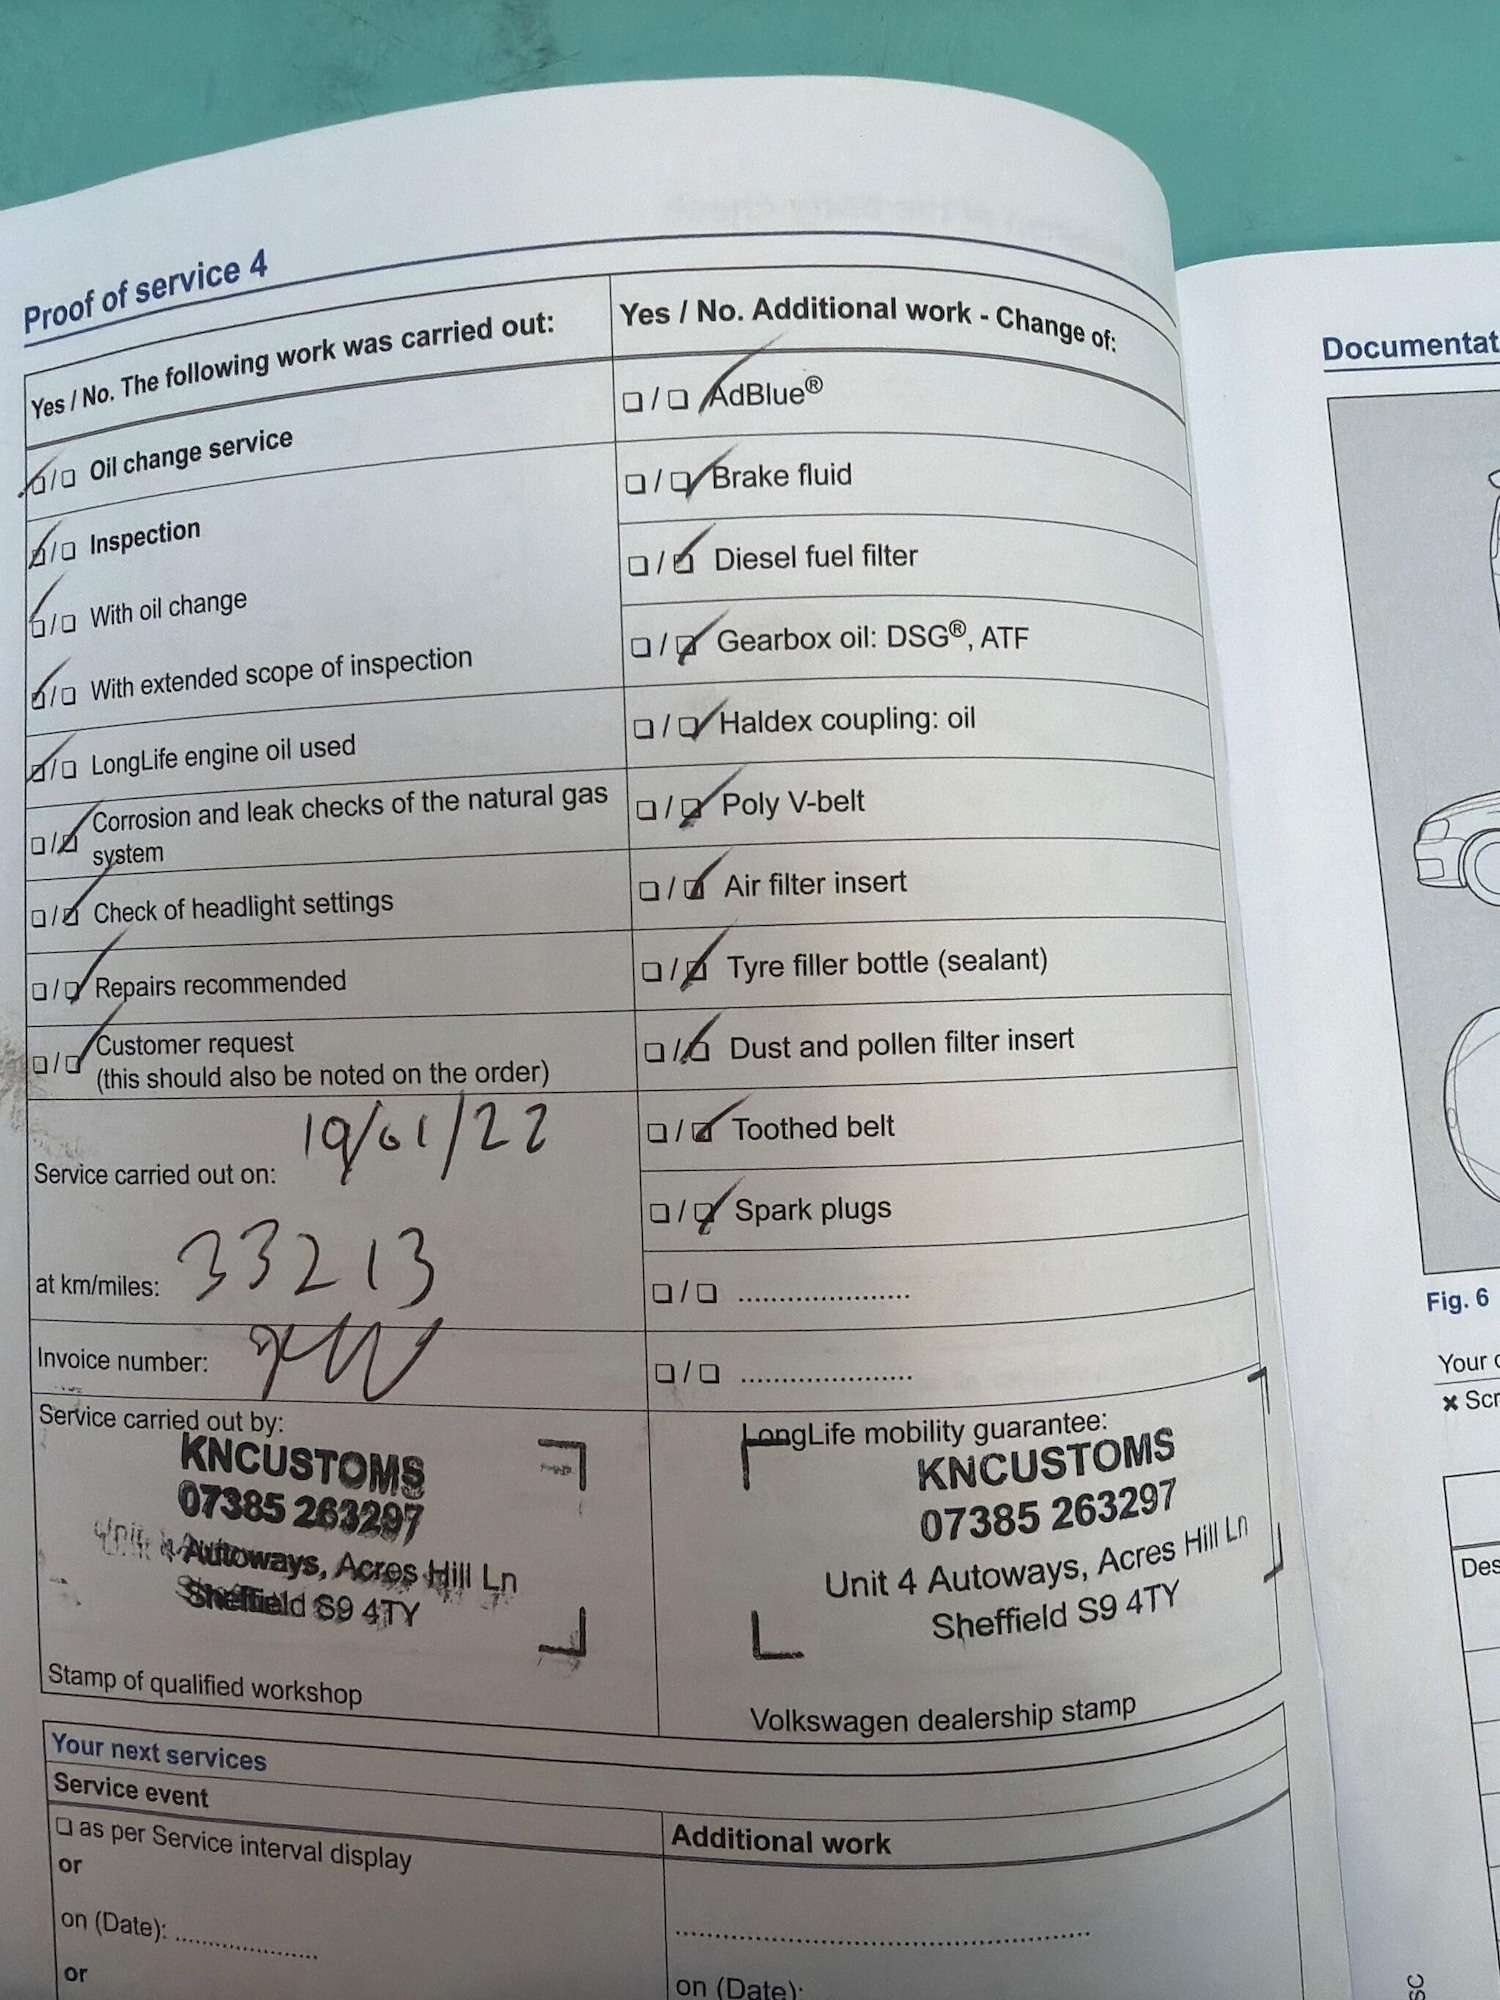 Proof of service 4
Yes / No. The following work was carried out:
Oil change service
Inspection
With oil change
With extended scope of inspection
LongLife engine oil used
Corrosion and leak checks of the natural gas
system
Check of headlight settings
Repairs recommended
Customer request
(this should also be noted on the order)
Service carried out on: 19/01/22
at km/miles: 33213
Invoice number:
Service carried out by:
KNCUSTOMS
07385 263297
Unit 4 Autoways, Acres Hill Ln
Sheffield S9 4TY
Stamp of qualified workshop
Yes / No. Additional work - Change of:
AdBlue®
Brake fluid
Diesel fuel filter
Gearbox oil: DSG®, ATF
Haldex coupling: oil
Poly V-belt
Air filter insert
Tyre filler bottle (sealant)
Dust and pollen filter insert
Toothed belt
Spark plugs
LongLife mobility guarantee:
KNCUSTOMS
07385 263297
Unit 4 Autoways, Acres Hill Ln
Sheffield S9 4TY
Volkswagen dealership stamp
Your next services
Service event
as per Service interval display
or
on (Date):
or
Additional work
on (Date):
Documentat
Fig. 6
Your
Scr
Des